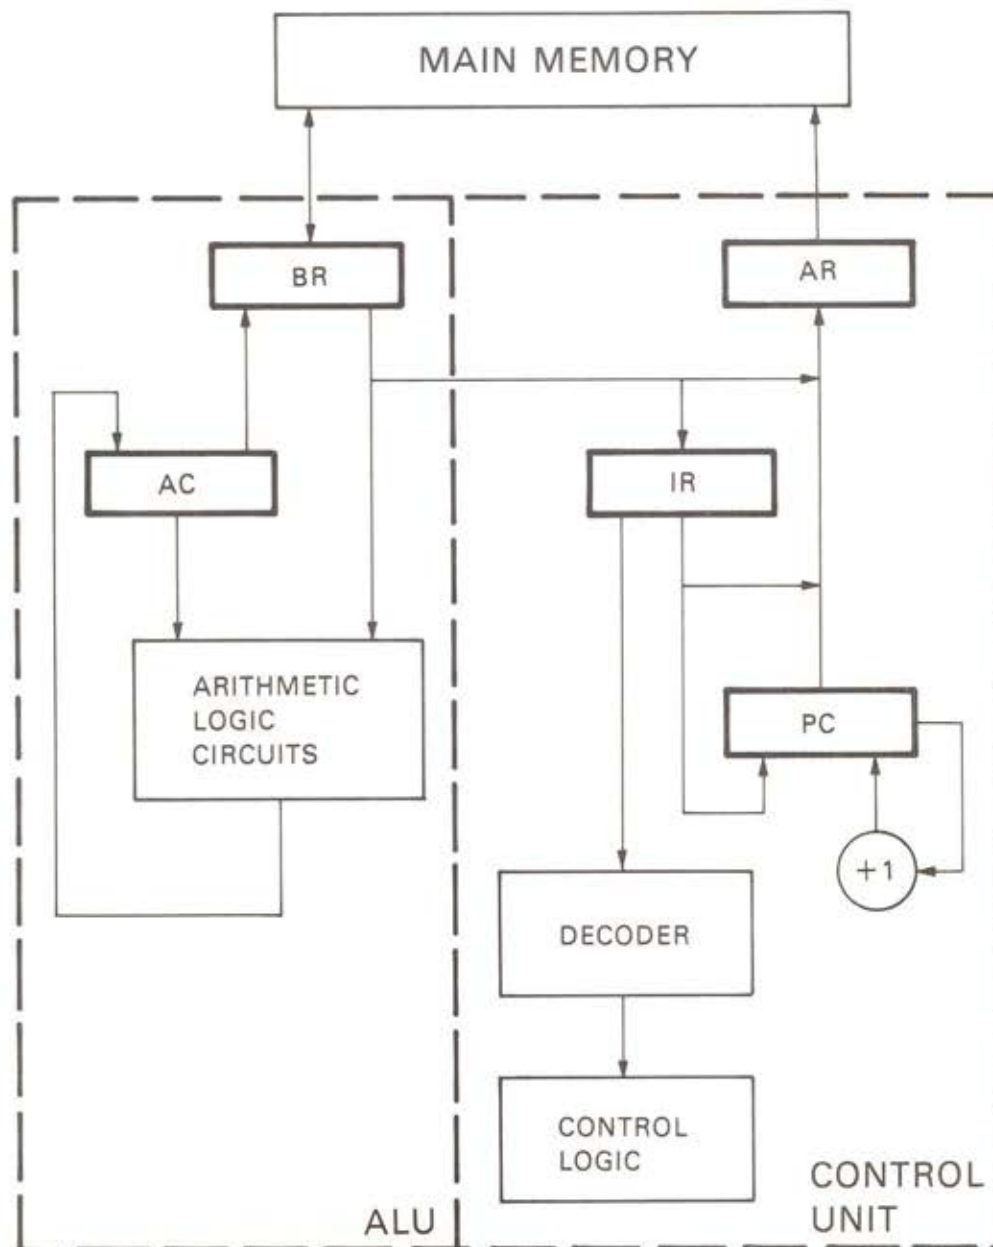 MAIN MEMORY
BR
AR
AC
IR
ARITHMETIC
LOGIC
CIRCUITS
PC
+1
DECODER
CONTROL
LOGIC
ALU
CONTROL
UNIT